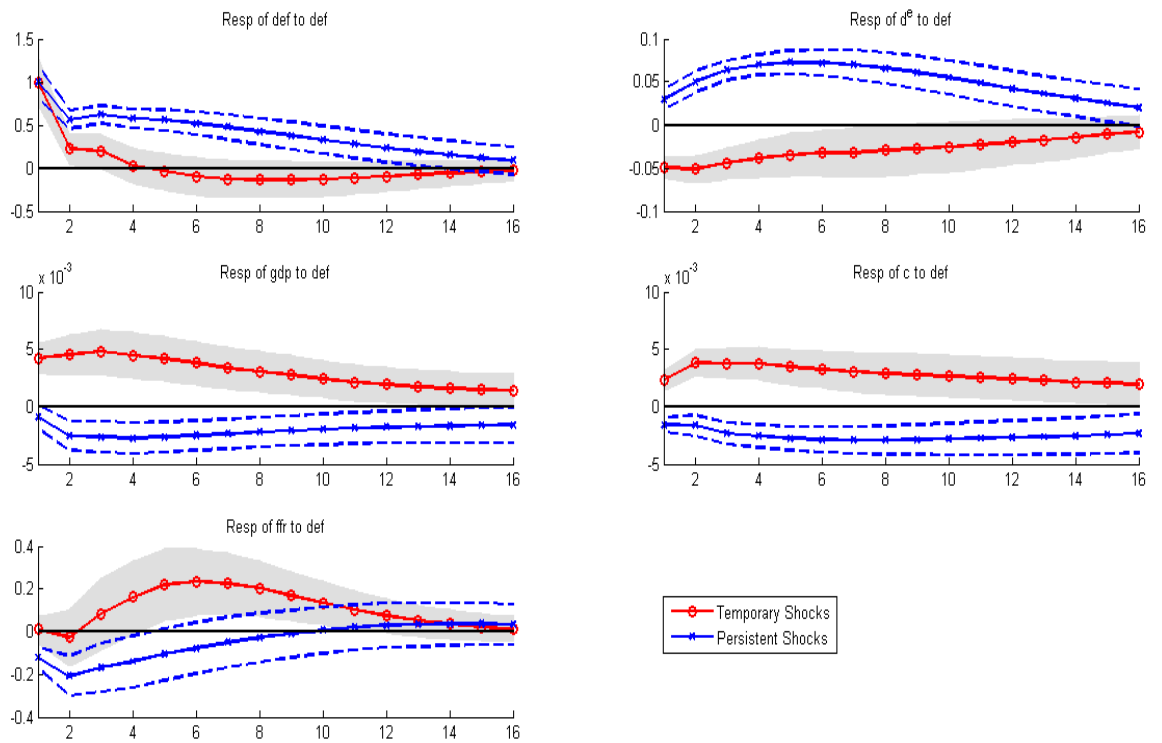 Resp of def to def
1.5
1
0.5
0
-0.5
2 4 6 8 10 12 14 16
Resp of dᵉ to def
0.1
0.05
0
-0.05
-0.1
2 4 6 8 10 12 14 16
Resp of gdp to def
x 10⁻³
10
5
0
-5
2 4 6 8 10 12 14 16
Resp of c to def
x 10⁻³
10
5
0
-5
2 4 6 8 10 12 14 16
Resp of ffr to def
0.4
0.2
0
-0.2
-0.4
2 4 6 8 10 12 14 16
Temporary Shocks
Persistent Shocks